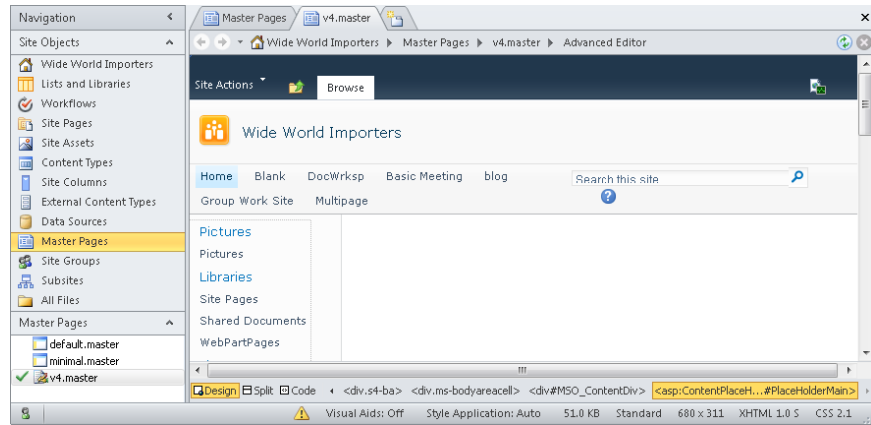 Navigation
Master Pages
v4.master
Site Objects
Wide World Importers
Master Pages
v4.master
Advanced Editor
Wide World Importers
Lists and Libraries
Workflows
Site Pages
Site Assets
Content Types
Site Columns
External Content Types
Data Sources
Master Pages
Site Groups
Subsites
All Files
Master Pages
default.master
minimal.master
v4.master
Site Actions
Browse
Wide World Importers
Home Blank DocWrksp Basic Meeting blog
Search this site
Group Work Site Multipage
Pictures
Pictures
Libraries
Site Pages
Shared Documents
WebPartPages
Design Split Code <div.s4-ba> <div.ms-bodyareacell> <div#MSO_ContentDiv> <asp:ContentPlaceH...#PlaceHolderMain>
Visual Aids: Off Style Application: Auto 51.0 KB Standard 680 x 311 XHTML 1.0 S CSS 2.1